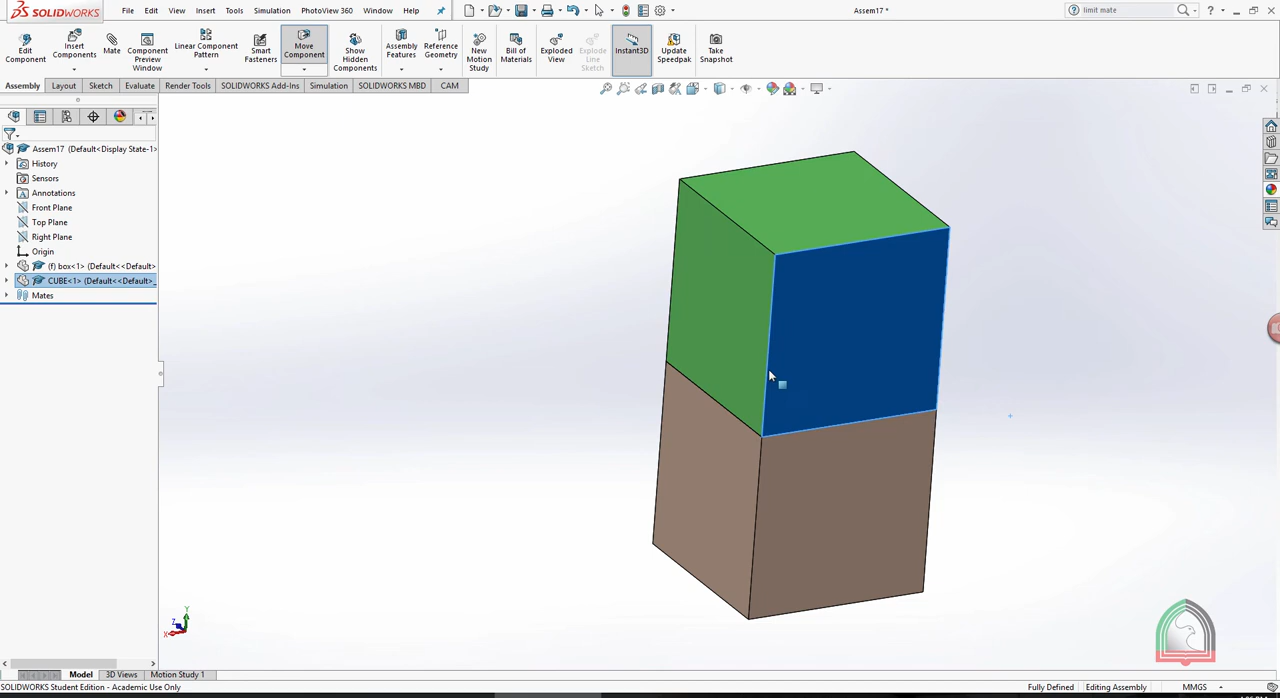 SOLIDWORKS
File Edit View Insert Tools Simulation PhotoView 360 Window Help
Assem17 *
limit mate
Edit Component
Insert Components
Mate
Component Preview Window
Linear Component Pattern
Smart Fasteners
Move Component
Show Hidden Components
Assembly Features
Reference Geometry
New Motion Study
Bill of Materials
Exploded View
Explode Line Sketch
Instant3D
Update Speedpak
Take Snapshot
Assembly Layout Sketch Evaluate Render Tools SOLIDWORKS Add-Ins Simulation SOLIDWORKS MBD CAM
Assem17 (Default<Display State-1>
History
Sensors
Annotations
Front Plane
Top Plane
Right Plane
Origin
(f) box<1> (Default<<Default>
CUBE<1> (Default<<Default>_
Mates
Y
Z
X
Model 3D Views Motion Study 1
SOLIDWORKS Student Edition - Academic Use Only
Fully Defined Editing Assembly MMGS